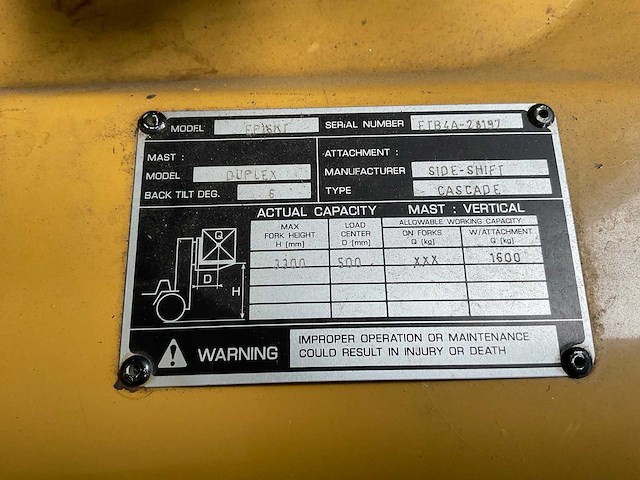 MODEL EP16KT SERIAL NUMBER ETB4A-28197
MAST : ATTACHMENT :
MODEL DUPLEX MANUFACTURER SIDE-SHIFT
BACK TILT DEG. 6 TYPE CASCADE
ACTUAL CAPACITY MAST : VERTICAL
MAX FORK HEIGHT H [mm] LOAD CENTER D [mm] ALLOWABLE WORKING CAPACITY
ON FORKS Q [kg] W/ATTACHMENT Q [kg]
3300 500 XXX 1600
Q
D
H
WARNING
IMPROPER OPERATION OR MAINTENANCE
COULD RESULT IN INJURY OR DEATH